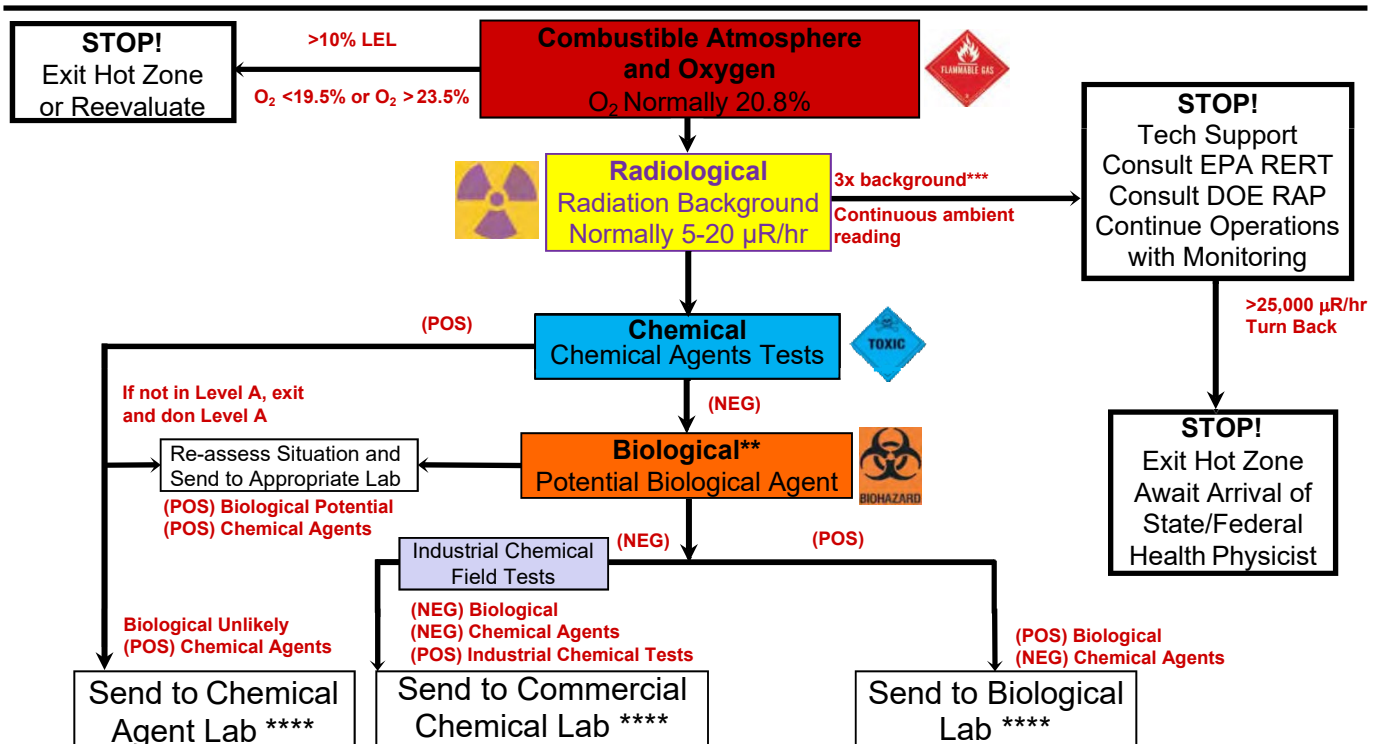 STOP!
Exit Hot Zone
or Reevaluate
>10% LEL
O₂ <19.5% or O₂ > 23.5%
Combustible Atmosphere
and Oxygen
O₂ Normally 20.8%
FLAMMABLE GAS
Radiological
Radiation Background
Normally 5-20 µR/hr
3x background***
Continuous ambient
reading
STOP!
Tech Support
Consult EPA RERT
Consult DOE RAP
Continue Operations
with Monitoring
>25,000 µR/hr
Turn Back
STOP!
Exit Hot Zone
Await Arrival of
State/Federal
Health Physicist
(POS)
Chemical
Chemical Agents Tests
TOXIC
If not in Level A, exit
and don Level A
(NEG)
Re-assess Situation and
Send to Appropriate Lab
(POS) Biological Potential
(POS) Chemical Agents
Biological**
Potential Biological Agent
BIOHAZARD
Industrial Chemical
Field Tests
(NEG)
(POS)
Biological Unlikely
(POS) Chemical Agents
(NEG) Biological
(NEG) Chemical Agents
(POS) Industrial Chemical Tests
(POS) Biological
(NEG) Chemical Agents
Send to Chemical
Agent Lab ****
Send to Commercial
Chemical Lab ****
Send to Biological
Lab ****